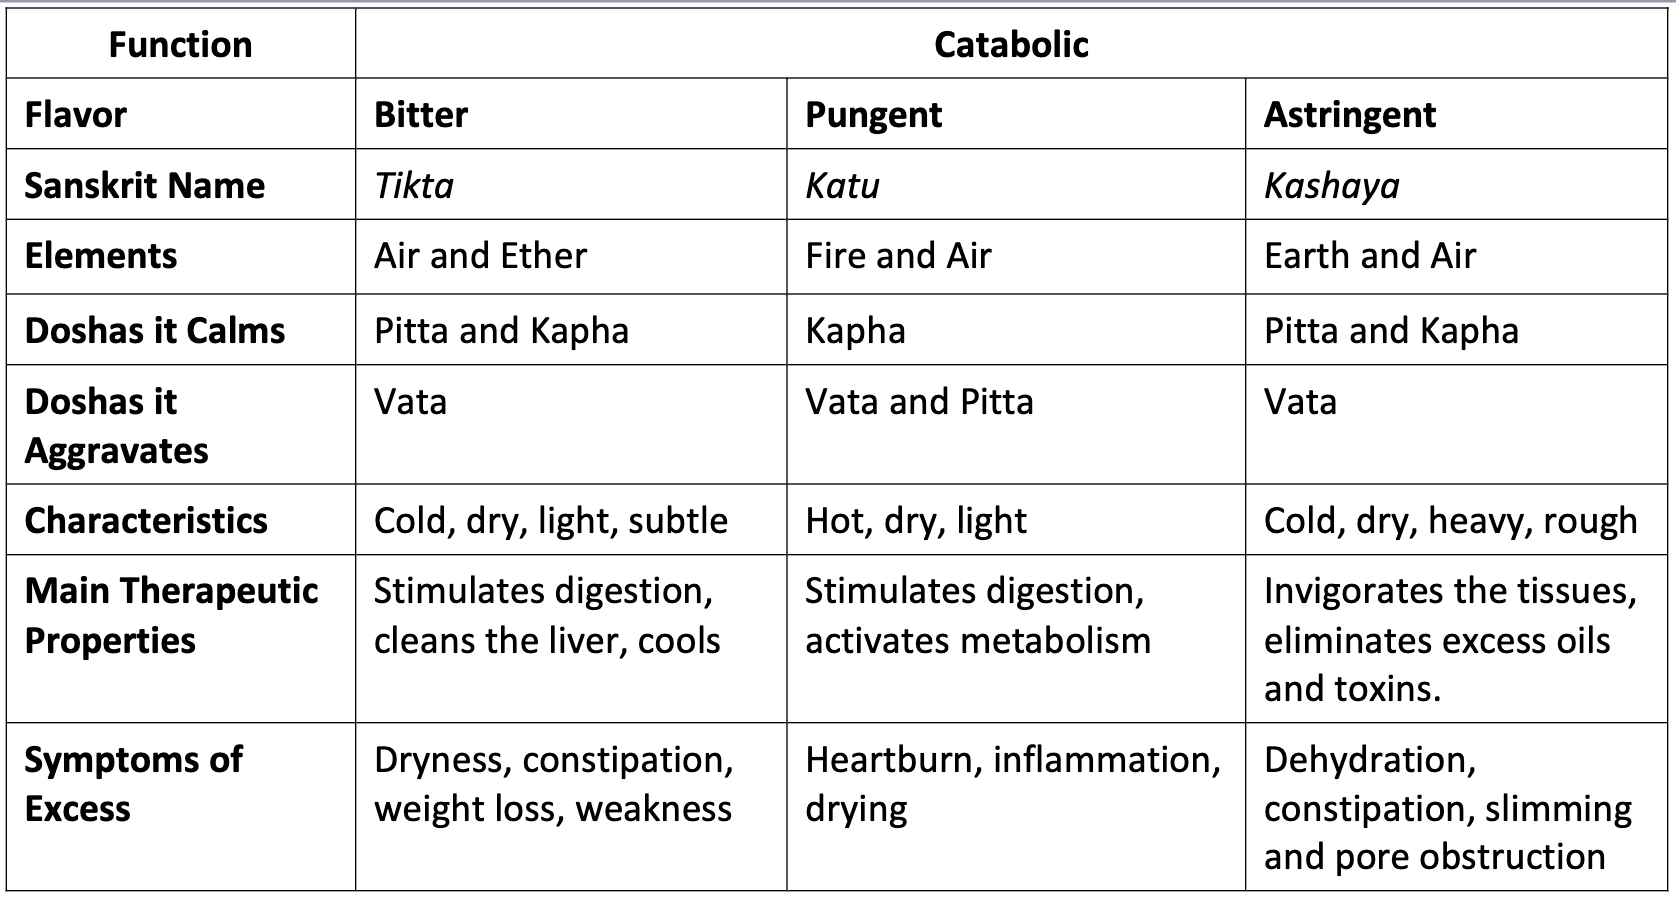 Function Catabolic
Flavor Bitter Pungent Astringent
Sanskrit Name Tikta Katu Kashaya
Elements Air and Ether Fire and Air Earth and Air
Doshas it Calms Pitta and Kapha Kapha Pitta and Kapha
Doshas it Vata Vata and Pitta Vata
Aggravates
Characteristics Cold, dry, light, subtle Hot, dry, light Cold, dry, heavy, rough
Main Therapeutic Stimulates digestion, Stimulates digestion, Invigorates the tissues,
Properties cleans the liver, cools activates metabolism eliminates excess oils
and toxins.
Symptoms of Dryness, constipation, Heartburn, inflammation, Dehydration,
Excess weight loss, weakness drying constipation, slimming
and pore obstruction